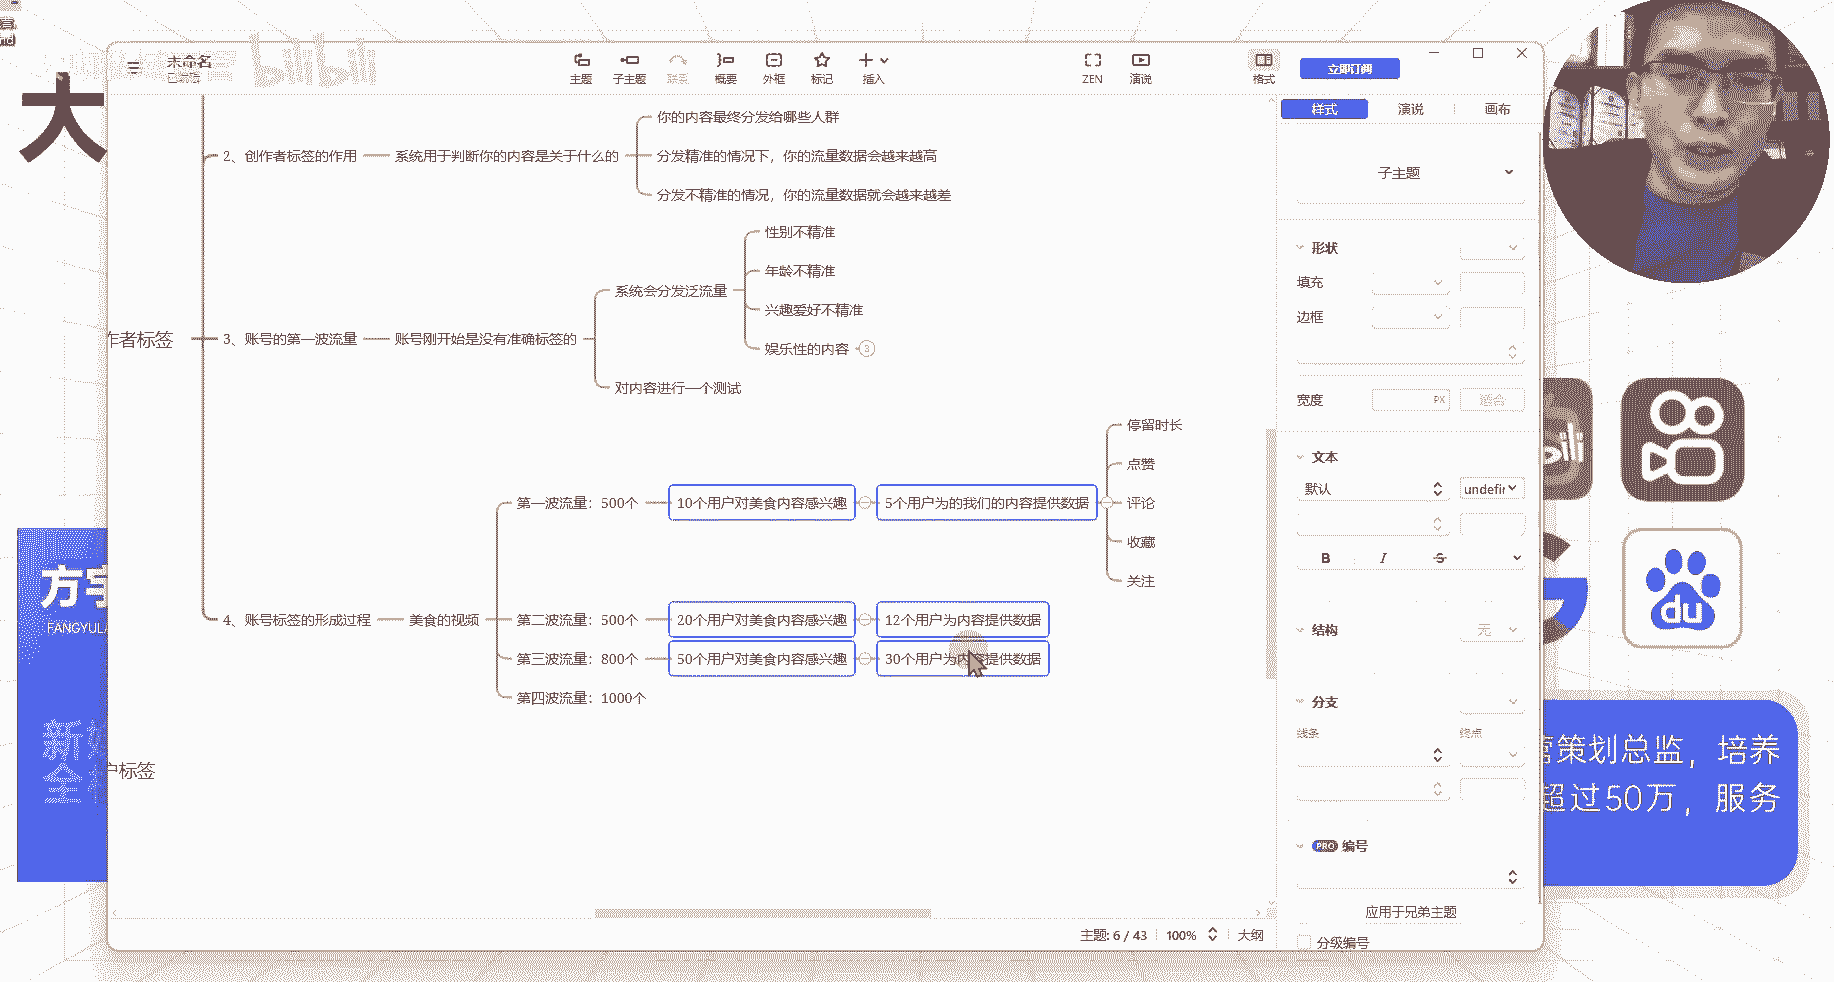 大
bilibili
未命名
主题
子主题
联系
概要
外框
标记
插入
ZEN
演说
格式
立即订阅
样式
演说
画布
你的内容最终分发给哪些人群
2、创作者标签的作用
系统用于判断你的内容是关于什么的
分发精准的情况下，你的流量数据会越来越高
分发不精准的情况，你的流量数据就会越来越差
性别不精准
年龄不精准
系统会分发泛流量
兴趣爱好不精准
作者标签
3、账号的第一波流量
账号刚开始是没有准确标签的
娱乐性的内容
3
对内容进行一个测试
停留时长
点赞
第一波流量：500个
10个用户对美食内容感兴趣
5个用户为的我们的内容提供数据
评论
收藏
关注
4、账号标签的形成过程
美食的视频
第二波流量：500个
20个用户对美食内容感兴趣
12个用户为内容提供数据
第三波流量：800个
50个用户对美食内容感兴趣
30个用户为内容提供数据
第四波流量：1000个
户标签
子主题
形状
填充
边框
宽度
PX
适合
文本
默认
undefir
B
I
S
结构
无
分支
线条
终点
PRO 编号
应用于兄弟主题
分级编号
主题: 6 / 43
100%
大纲
方宇
FANGYULA
新
全
营策划总监，培养
超过50万，服务
bili
du